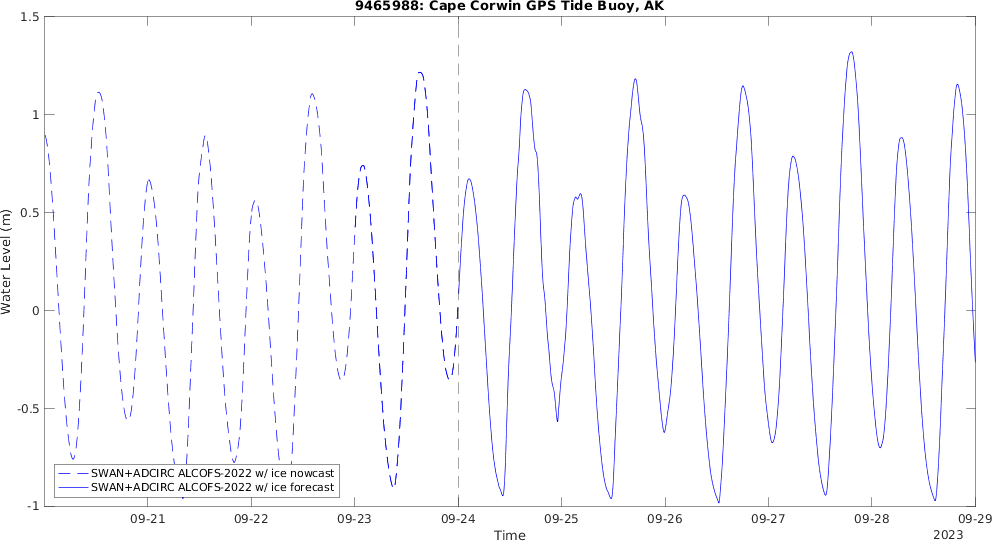 9465988: Cape Corwin GPS Tide Buoy, AK
1.5
1
0.5
0
-0.5
-1
Water Level (m)
SWAN+ADCIRC ALCOFS-2022 w/ ice nowcast
SWAN+ADCIRC ALCOFS-2022 w/ ice forecast
09-21 09-22 09-23 09-24 09-25 09-26 09-27 09-28 09-29
Time
2023